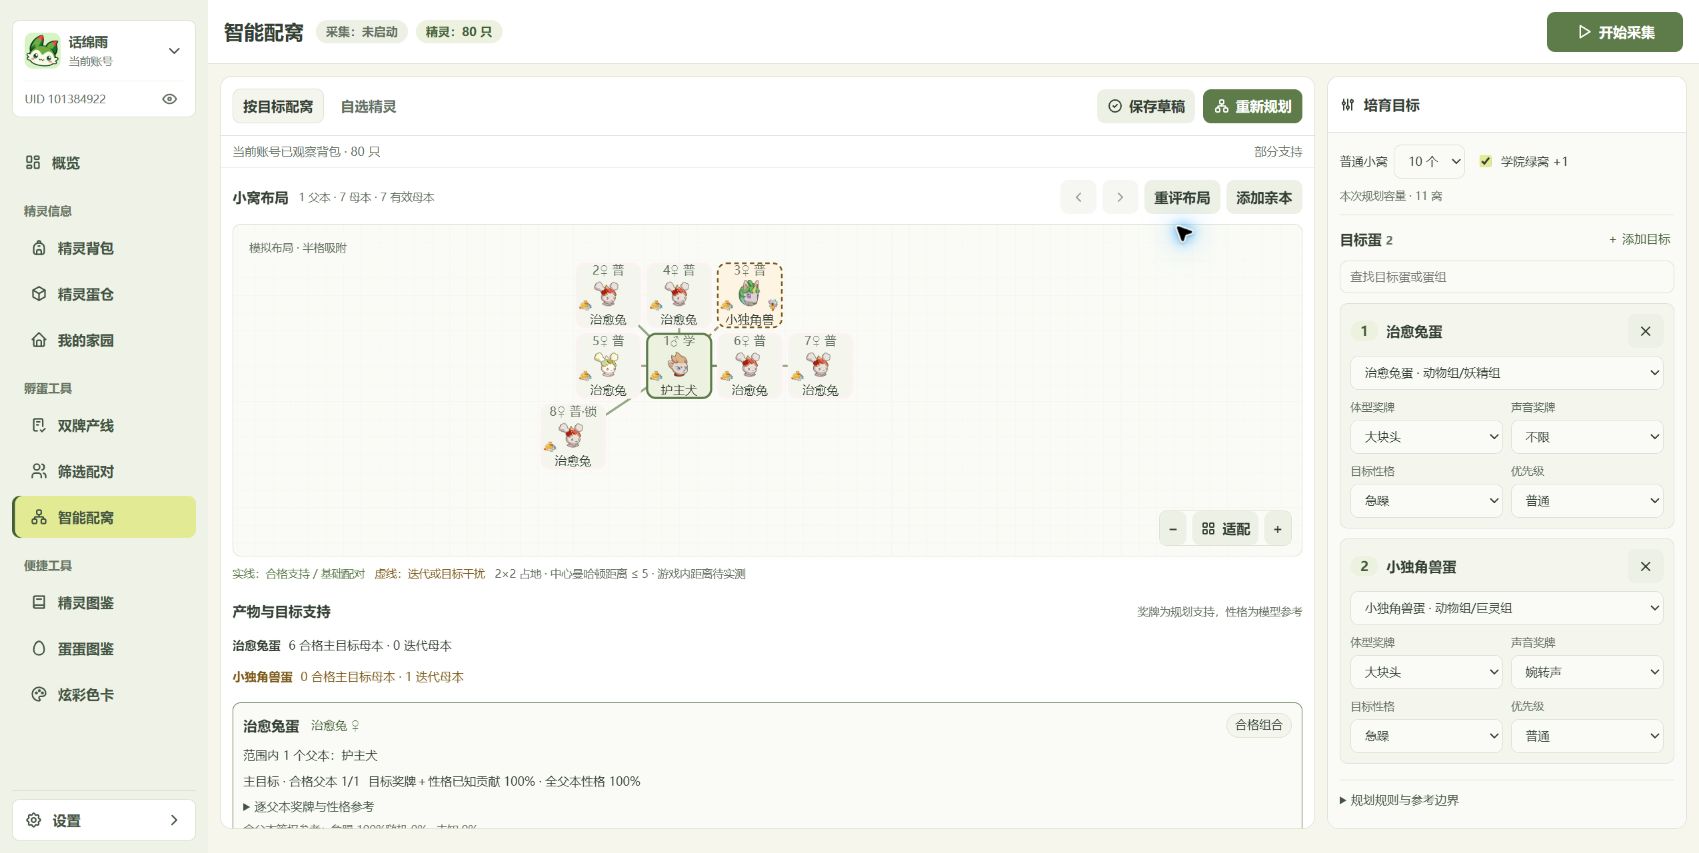 话绵雨
当前账号
UID 101384922
概览
精灵信息
精灵背包
精灵蛋仓
我的家园
孵蛋工具
双牌产线
筛选配对
智能配窝
便捷工具
精灵图鉴
蛋蛋图鉴
炫彩色卡
设置
智能配窝 采集：未启动 精灵：80 只
开始采集
按目标配窝 自选精灵
保存草稿 重新规划
当前账号已观察背包 · 80 只 部分支持
小窝布局 1 父本 · 7 母本 · 7 有效母本
重评布局 添加亲本
模拟布局 · 半格吸附
2♀ 普 4♀ 普 3♀ 普
治愈兔 治愈兔 小独角兽
5♀ 普 1♂ 学 6♀ 普 7♀ 普
治愈兔 护主犬 治愈兔 治愈兔
8♀ 普·锁
治愈兔
− 适配 +
实线：合格支持 / 基础配对 虚线：迭代或目标干扰 2×2 占地 · 中心曼哈顿距离 ≤ 5 · 游戏内距离待实测
产物与目标支持 奖牌为规划支持，性格为模型参考
治愈兔蛋 6 合格主目标母本 · 0 迭代母本
小独角兽蛋 0 合格主目标母本 · 1 迭代母本
治愈兔蛋 治愈兔 ♀ 合格组合
范围内 1 个父本：护主犬
主目标 · 合格父本 1/1 目标奖牌 + 性格已知贡献 100% · 全父本性格 100%
▶ 逐父本奖牌与性格参考
培育目标
普通小窝 10 个 学院绿窝 +1
本次规划容量 · 11 窝
目标蛋 2 + 添加目标
查找目标蛋或蛋组
1 治愈兔蛋
治愈兔蛋 · 动物组/妖精组
体型奖牌 声音奖牌
大块头 不限
目标性格 优先级
急躁 普通
2 小独角兽蛋
小独角兽蛋 · 动物组/巨灵组
体型奖牌 声音奖牌
大块头 婉转声
目标性格 优先级
急躁 普通
▶ 规划规则与参考边界